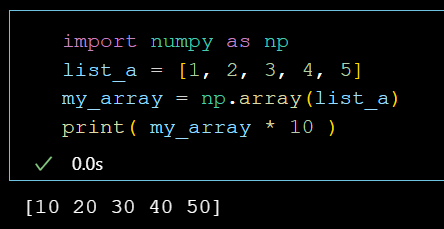 import numpy as np
list_a = [1, 2, 3, 4, 5]
my_array = np.array(list_a)
print( my_array * 10 )
0.0s
[10 20 30 40 50]